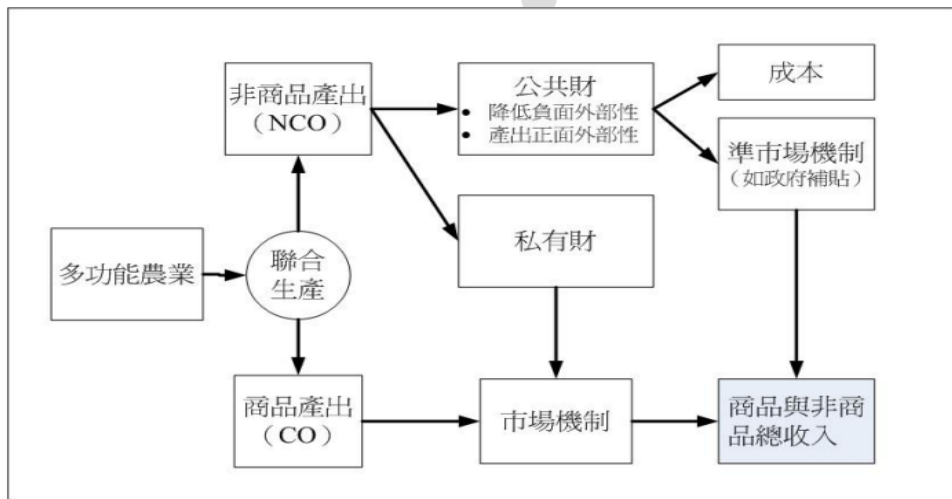 非商品產出
（NCO）
公共財
• 降低負面外部性
• 產出正面外部性
成本
準市場機制
（如政府補貼）
私有財
多功能農業
聯合
生產
商品產出
（CO）
市場機制
商品與非商
品總收入